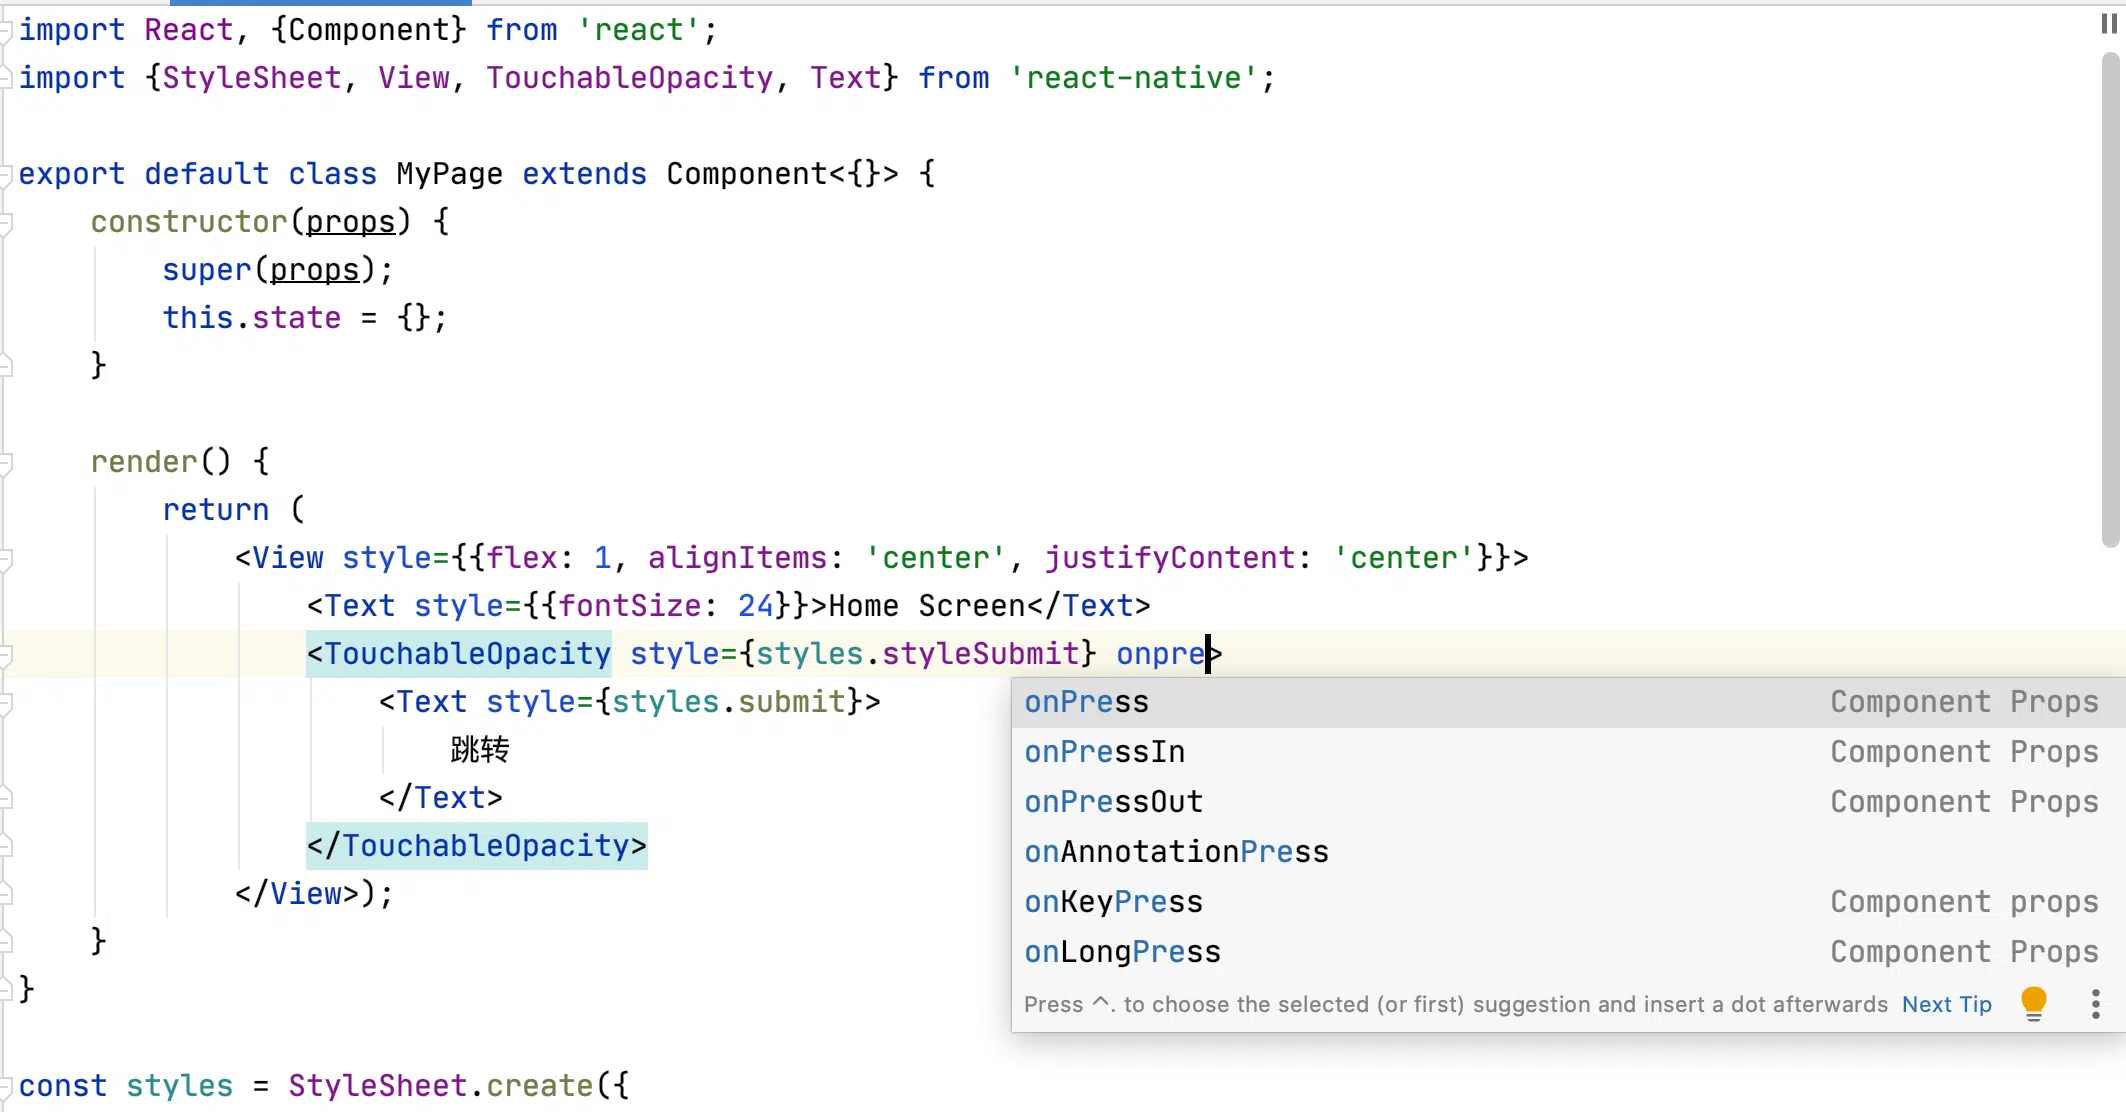 import React, {Component} from 'react';
import {StyleSheet, View, TouchableOpacity, Text} from 'react-native';

export default class MyPage extends Component<{}> {
    constructor(props) {
        super(props);
        this.state = {};
    }

    render() {
        return (
            <View style={{flex: 1, alignItems: 'center', justifyContent: 'center'}}>
                <Text style={{fontSize: 24}}>Home Screen</Text>
                <TouchableOpacity style={styles.styleSubmit} onpre>
                    <Text style={styles.submit}>
                        跳转
                    </Text>
                </TouchableOpacity>
            </View>);
    }
}

const styles = StyleSheet.create({
onPress Component Props
onPressIn Component Props
onPressOut Component Props
onAnnotationPress
onKeyPress Component props
onLongPress Component Props
Press ^. to choose the selected (or first) suggestion and insert a dot afterwards Next Tip